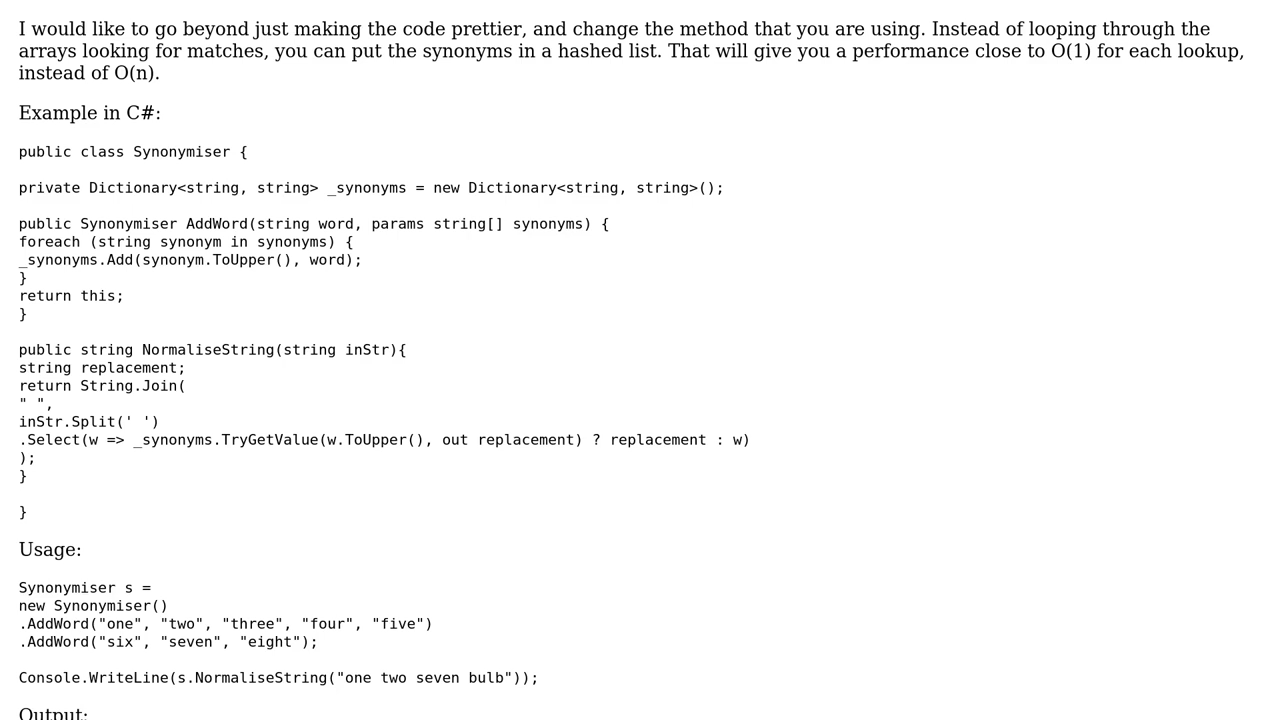 I would like to go beyond just making the code prettier, and change the method that you are using. Instead of looping through the
arrays looking for matches, you can put the synonyms in a hashed list. That will give you a performance close to O(1) for each lookup,
instead of O(n).
Example in C#:
public class Synonymiser {
private Dictionary<string, string> _synonyms = new Dictionary<string, string>();
public Synonymiser AddWord(string word, params string[] synonyms) {
foreach (string synonym in synonyms) {
_synonyms.Add(synonym.ToUpper(), word);
}
return this;
}
public string NormaliseString(string inStr){
string replacement;
return String.Join(
" ",
inStr.Split(' ')
.Select(w => _synonyms.TryGetValue(w.ToUpper(), out replacement) ? replacement : w)
);
}
}
Usage:
Synonymiser s =
new Synonymiser()
.AddWord("one", "two", "three", "four", "five")
.AddWord("six", "seven", "eight");
Console.WriteLine(s.NormaliseString("one two seven bulb"));
Output: